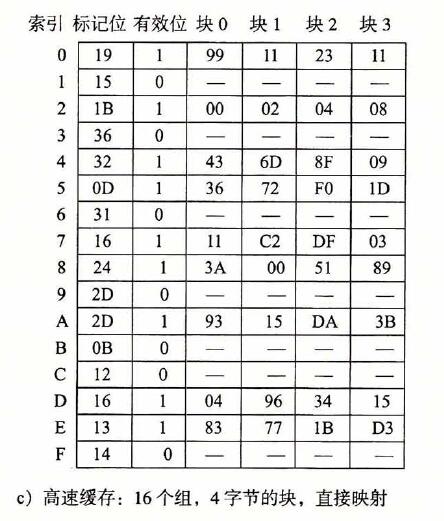 索引 标记位 有效位 块0 块1 块2 块3
0 19 1 99 11 23 11
1 15 0 — — — —
2 1B 1 00 02 04 08
3 36 0 — — — —
4 32 1 43 6D 8F 09
5 0D 1 36 72 F0 1D
6 31 0 — — — —
7 16 1 11 C2 DF 03
8 24 1 3A 00 51 89
9 2D 0 — — — —
A 2D 1 93 15 DA 3B
B 0B 0 — — — —
C 12 0 — — — —
D 16 1 04 96 34 15
E 13 1 83 77 1B D3
F 14 0 — — — —
c）高速缓存：16个组，4字节的块，直接映射